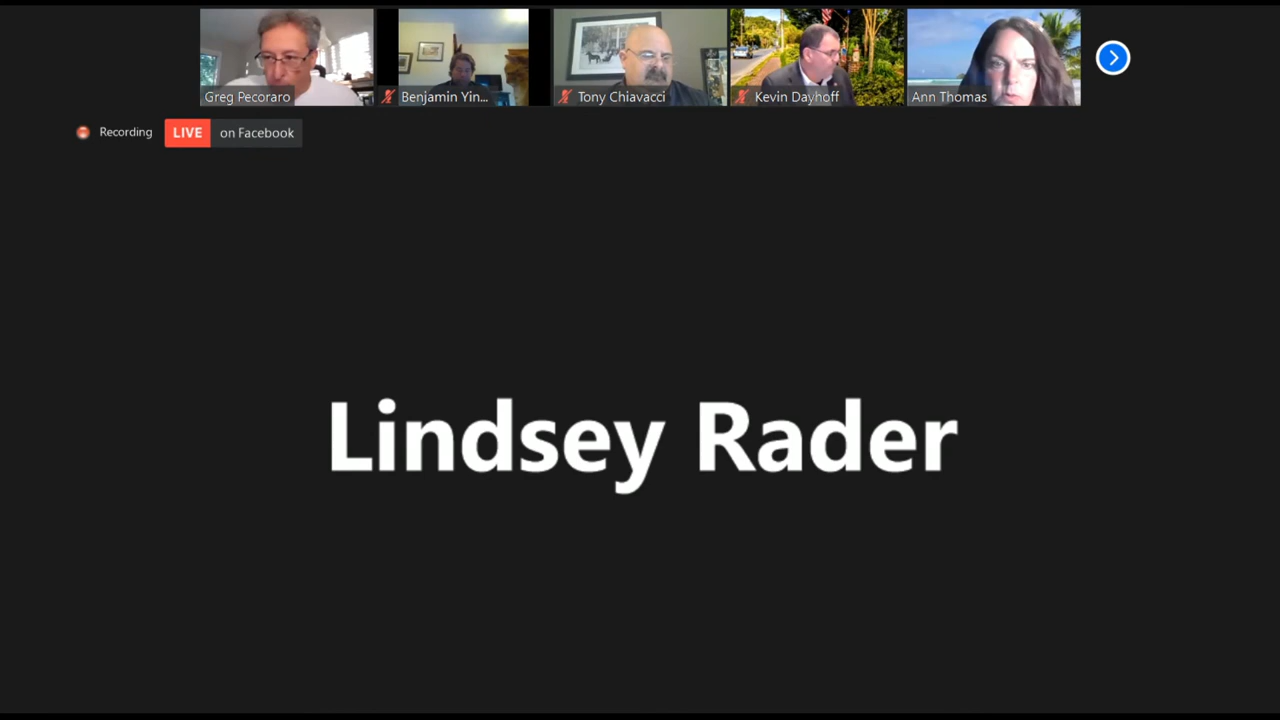 Greg Pecoraro
Benjamin Yin...
Tony Chiavacci
Kevin Dayhoff
Ann Thomas
Recording
LIVE on Facebook
Lindsey Rader